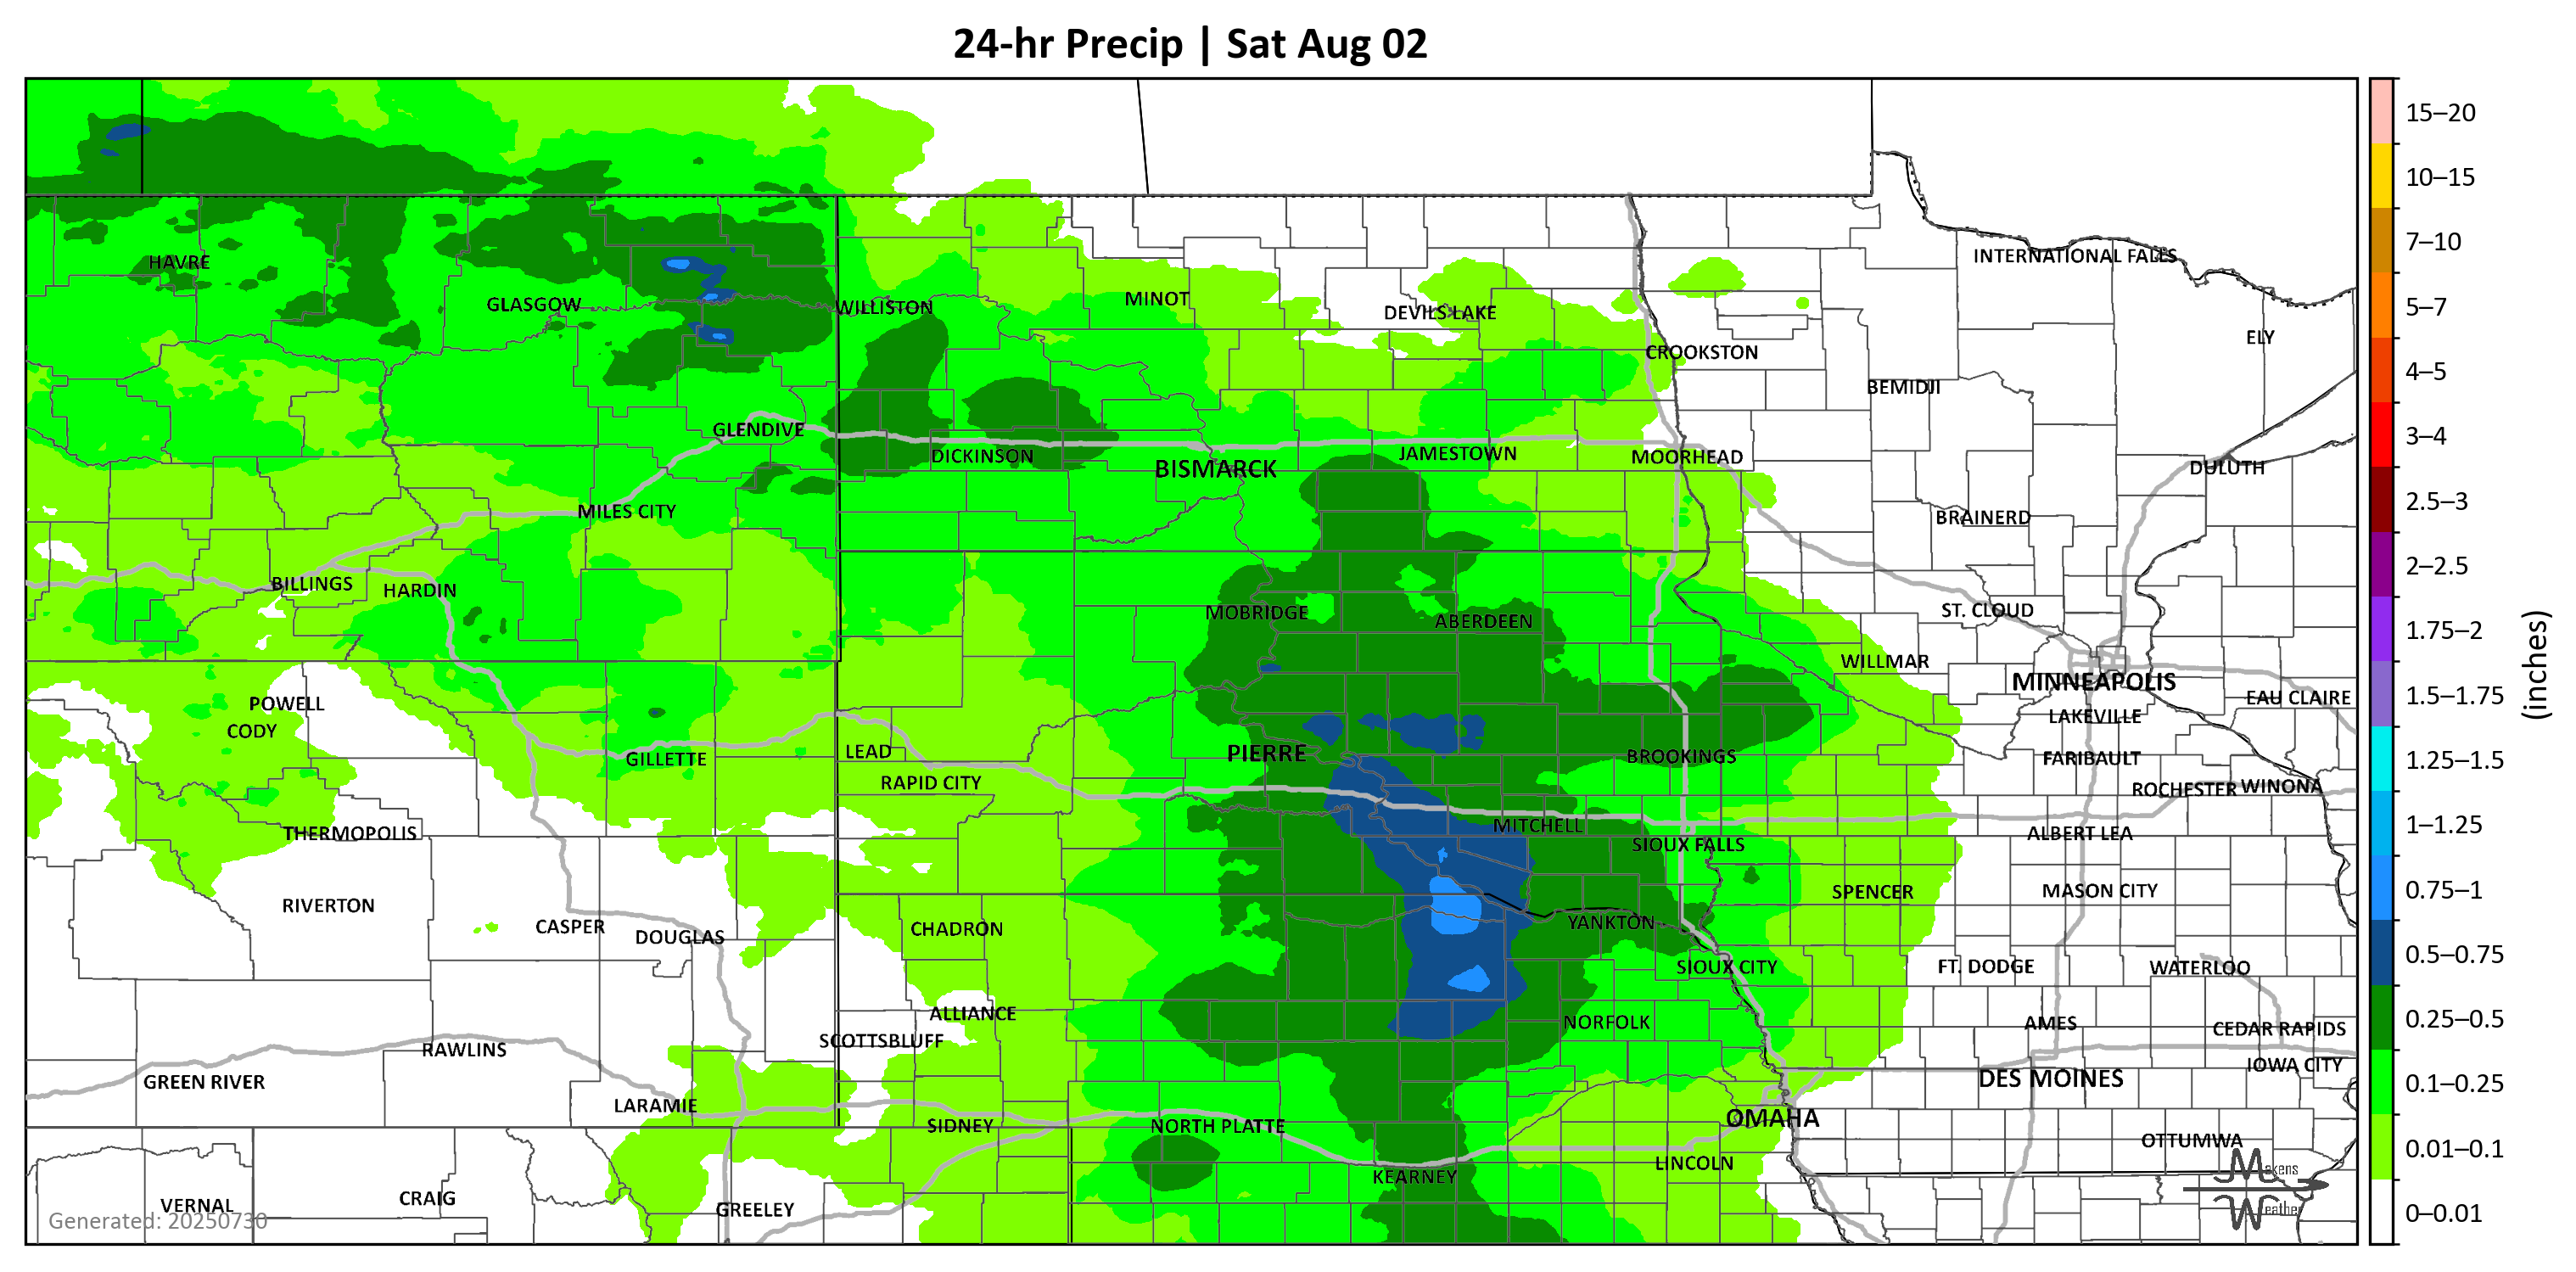 24-hr Precip | Sat Aug 02
15–20
10–15
INTERNATIONAL FALLS
7–10
HAVRE
GLASGOW
WILLISTON
MINOT
DEVILS LAKE
5–7
ELY
CROOKSTON
4–5
BEMIDJI
GLENDIVE
DICKINSON
BISMARCK
JAMESTOWN
MOORHEAD
DULUTH
3–4
MILES CITY
BRAINERD
2.5–3
2–2.5
BILLINGS
HARDIN
MOBRIDGE
ABERDEEN
ST. CLOUD
1.75–2
WILLMAR
MINNEAPOLIS
(inches)
POWELL
CODY
LAKEVILLE
EAU CLAIRE
1.5–1.75
GILLETTE
LEAD
RAPID CITY
PIERRE
BROOKINGS
FARIBAULT
1.25–1.5
ROCHESTER
WINONA
THERMOPOLIS
MITCHELL
SIOUX FALLS
ALBERT LEA
1–1.25
RIVERTON
SPENCER
MASON CITY
0.75–1
CASPER
DOUGLAS
CHADRON
YANKTON
SIOUX CITY
FT. DODGE
WATERLOO
0.5–0.75
ALLIANCE
SCOTTSBLUFF
NORFOLK
AMES
CEDAR RAPIDS
0.25–0.5
RAWLINS
IOWA CITY
GREEN RIVER
DES MOINES
0.1–0.25
LARAMIE
SIDNEY
NORTH PLATTE
OMAHA
OTTUMWA
0.01–0.1
KEARNEY
LINCOLN
Makens
Weather
VERNAL
CRAIG
GREELEY
0–0.01
Generated: 20250730